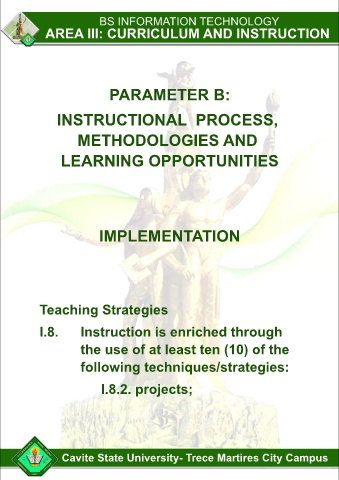 BS INFORMATION TECHNOLOGY
AREA III: CURRICULUM AND INSTRUCTION
PARAMETER B:
INSTRUCTIONAL PROCESS,
METHODOLOGIES AND
LEARNING OPPORTUNITIES
IMPLEMENTATION
Teaching Strategies
I.8. Instruction is enriched through
the use of at least ten (10) of the
following techniques/strategies:
I.8.2. projects;
Cavite State University- Trece Martires City Campus